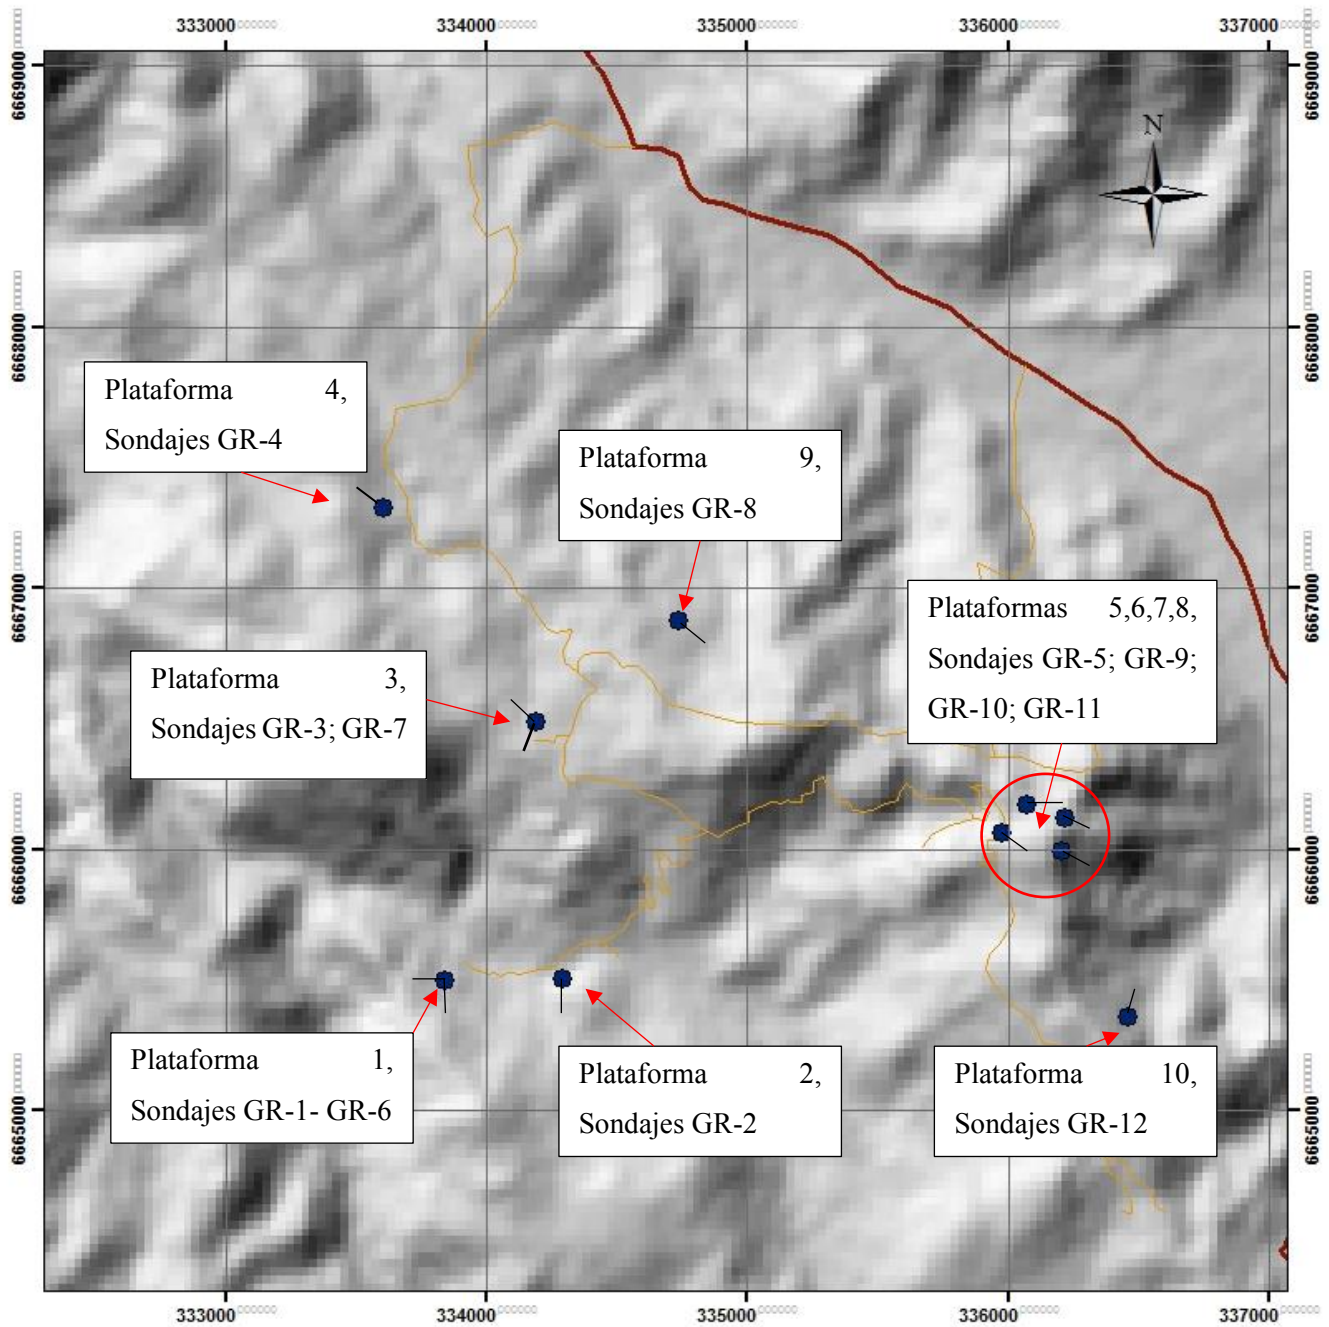 333000 334000 335000 336000 337000
6669000 6669000
N
6668000 6668000
Plataforma 4,
Sondajes GR-4
Plataforma 9,
Sondajes GR-8
6667000 6667000
Plataformas 5,6,7,8,
Sondajes GR-5; GR-9;
GR-10; GR-11
Plataforma 3,
Sondajes GR-3; GR-7
6666000 6666000
Plataforma 1,
Sondajes GR-1- GR-6
Plataforma 2,
Sondajes GR-2
Plataforma 10,
Sondajes GR-12
6665000 6665000
333000 334000 335000 336000 337000